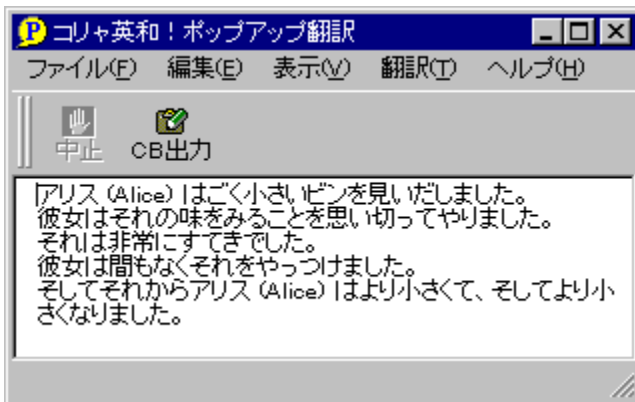 コリャ英和！ポップアップ翻訳
ファイル(F) 編集(E) 表示(V) 翻訳(T) ヘルプ(H)
中止 CB出力
アリス (Alice) はごく小さいビンを見いだしました。
彼女はそれの味をみることを思い切ってやりました。
それは非常にすてきでした。
彼女は間もなくそれをやっつけました。
そしてそれからアリス (Alice) はより小さくて、そしてより小
さくなりました。